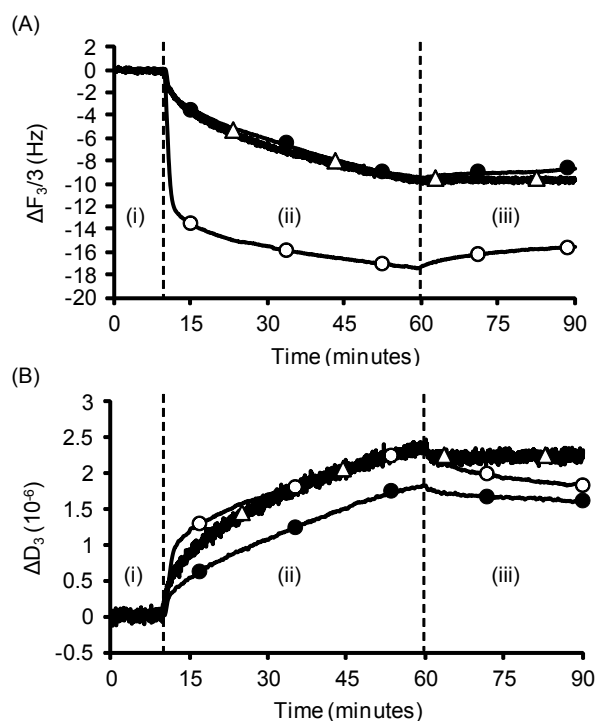 (A)
2
0
-2
-4
-6
-8
-10
-12
-14
-16
-18
-20
ΔF₃/3 (Hz)
(i)
(ii)
(iii)
0 15 30 45 60 75 90
Time (minutes)
(B)
3
2.5
2
1.5
1
0.5
0
-0.5
ΔD₃ (10⁻⁶)
(i)
(ii)
(iii)
0 15 30 45 60 75 90
Time (minutes)